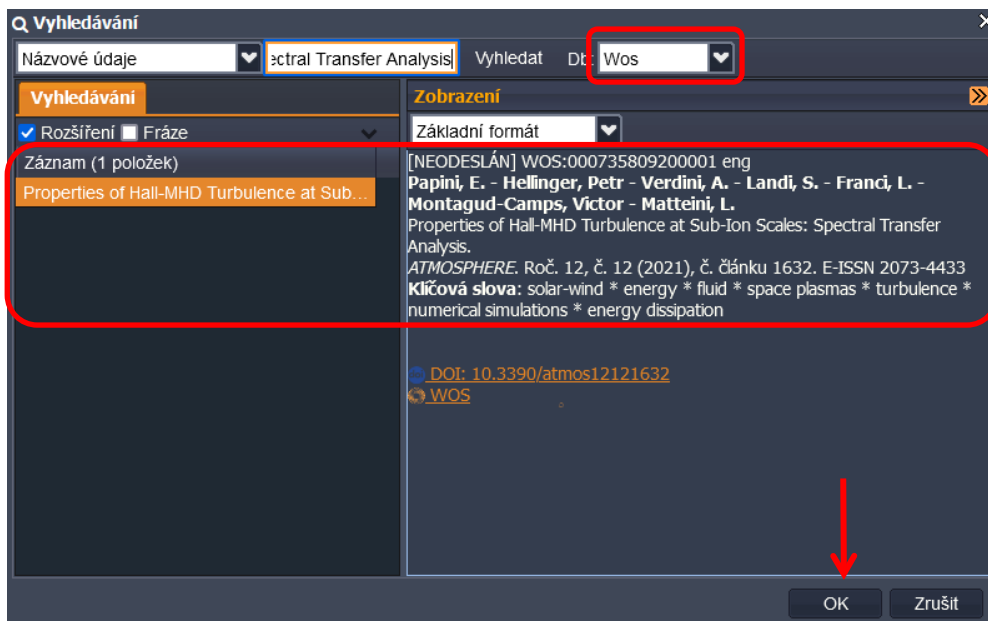 Vyhledávání
Názvové údaje ectral Transfer Analysis Vyhledat Db: Wos
Vyhledávání
Rozšíření Fráze
Záznam (1 položek)
Properties of Hall-MHD Turbulence at Sub...
Zobrazení
Základní formát
[NEODESLÁN] WOS:000735809200001 eng
Papini, E. - Hellinger, Petr - Verdini, A. - Landi, S. - Franci, L. -
Montagud-Camps, Victor - Matteini, L.
Properties of Hall-MHD Turbulence at Sub-Ion Scales: Spectral Transfer
Analysis.
ATMOSPHERE. Roč. 12, č. 12 (2021), č. článku 1632. E-ISSN 2073-4433
Klíčová slova: solar-wind * energy * fluid * space plasmas * turbulence *
numerical simulations * energy dissipation
DOI: 10.3390/atmos12121632
WOS
OK Zrušit